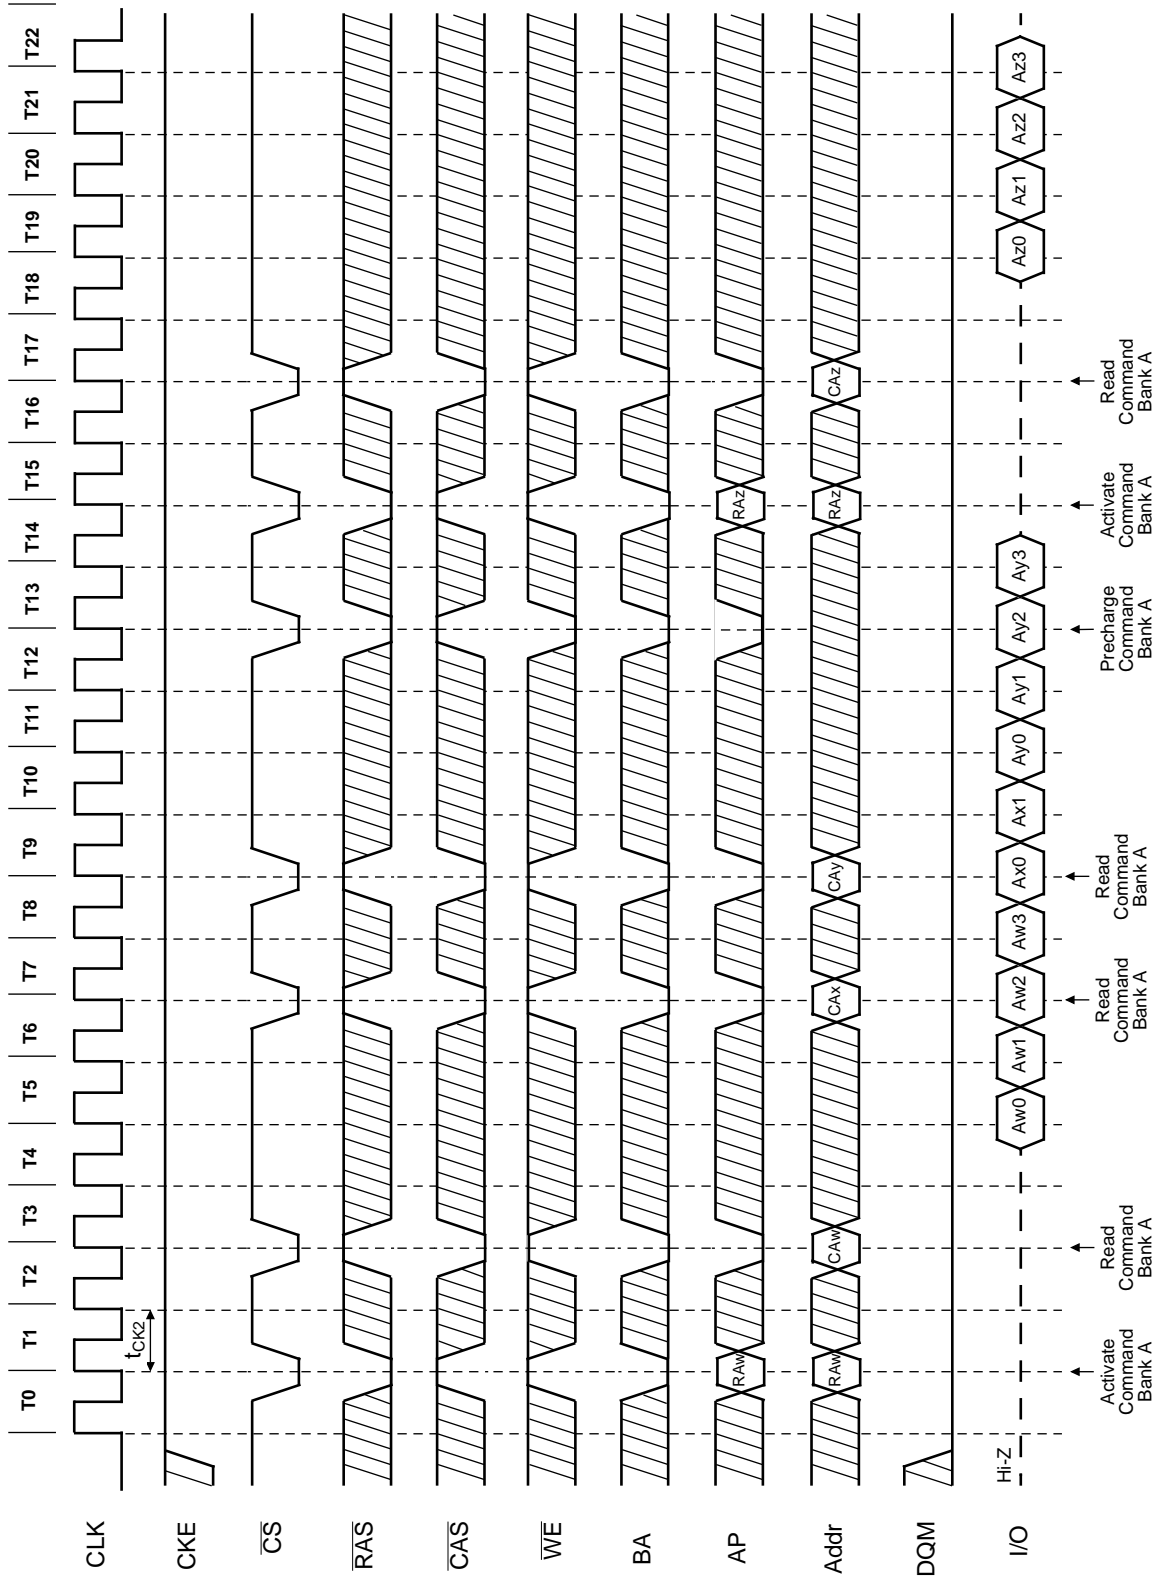 T0 T1 T2 T3 T4 T5 T6 T7 T8 T9 T10 T11 T12 T13 T14 T15 T16 T17 T18 T19 T20 T21 T22
CLK
tCK2
CKE
CS
RAS
CAS
WE
BA
AP
RAw RAz
Addr
RAw CAw CAx CAy RAz CAz
DQM
I/O
Hi-Z
Aw0 Aw1 Aw2 Aw3 Ax0 Ax1 Ay0 Ay1 Ay2 Ay3 Az0 Az1 Az2 Az3
Activate
Command
Bank A
Read
Command
Bank A
Read
Command
Bank A
Read
Command
Bank A
Precharge
Command
Bank A
Activate
Command
Bank A
Read
Command
Bank A